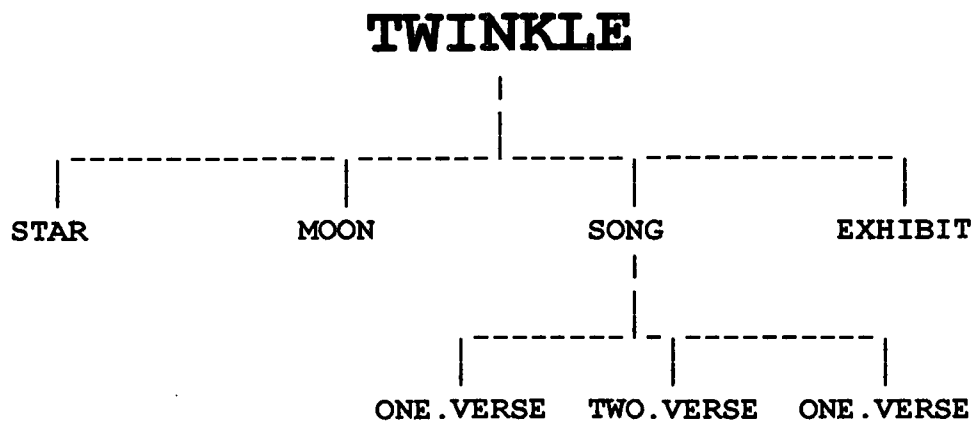 TWINKLE
STAR MOON SONG EXHIBIT
ONE.VERSE TWO.VERSE ONE.VERSE